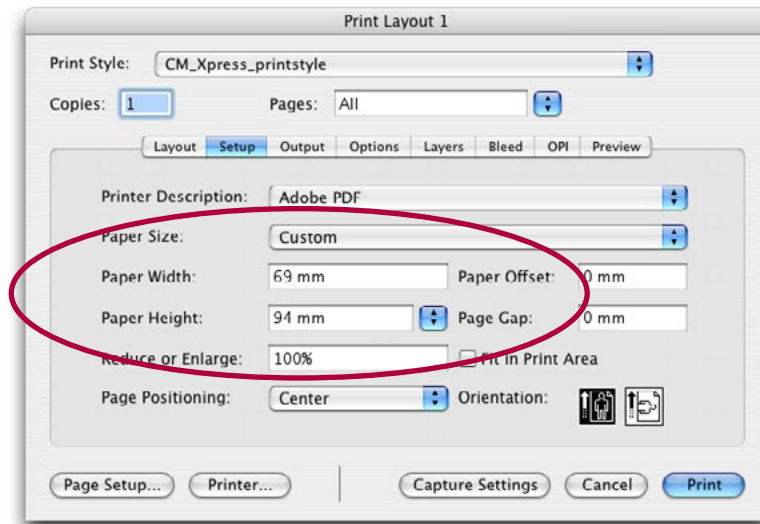 Print Layout 1
Print Style: CM_Xpress_printstyle
Copies: 1 Pages: All
Layout Setup Output Options Layers Bleed OPI Preview
Printer Description: Adobe PDF
Paper Size: Custom
Paper Width: 69 mm Paper Offset: 0 mm
Paper Height: 94 mm Page Gap: 0 mm
Reduce or Enlarge: 100% Fit in Print Area
Page Positioning: Center Orientation:
Page Setup... Printer... Capture Settings Cancel Print